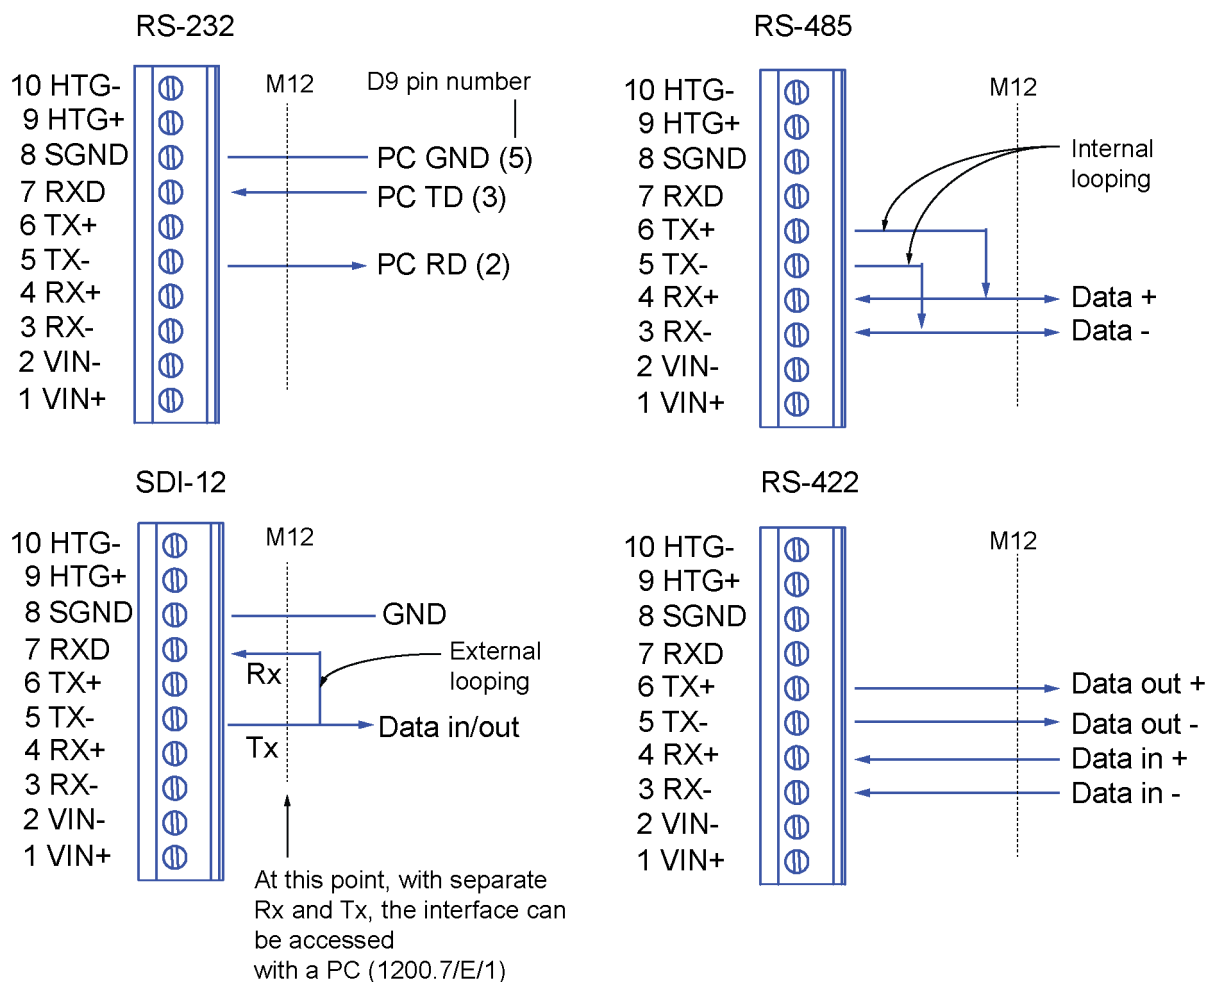 RS-232
10 HTG-
9 HTG+
8 SGND
7 RXD
6 TX+
5 TX-
4 RX+
3 RX-
2 VIN-
1 VIN+
M12
D9 pin number
PC GND (5)
PC TD (3)
PC RD (2)
RS-485
10 HTG-
9 HTG+
8 SGND
7 RXD
6 TX+
5 TX-
4 RX+
3 RX-
2 VIN-
1 VIN+
M12
Internal
looping
Data +
Data -
SDI-12
10 HTG-
9 HTG+
8 SGND
7 RXD
6 TX+
5 TX-
4 RX+
3 RX-
2 VIN-
1 VIN+
M12
GND
Rx
External
looping
Data in/out
Tx
At this point, with separate
Rx and Tx, the interface can
be accessed
with a PC (1200.7/E/1)
RS-422
10 HTG-
9 HTG+
8 SGND
7 RXD
6 TX+
5 TX-
4 RX+
3 RX-
2 VIN-
1 VIN+
M12
Data out +
Data out -
Data in +
Data in -